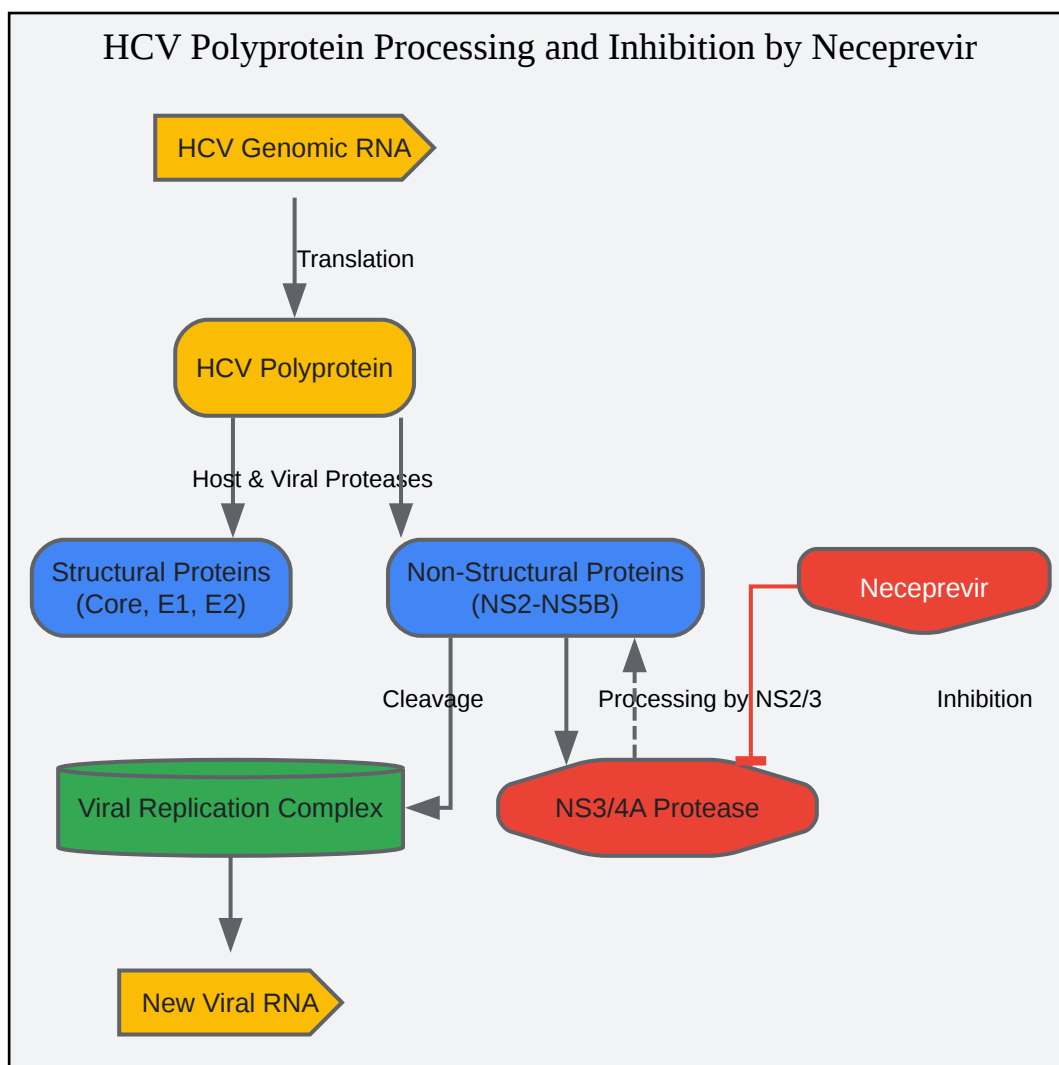 HCV Polyprotein Processing and Inhibition by Neceprevir
HCV Genomic RNA
Translation
HCV Polyprotein
Host & Viral Proteases
Structural Proteins
(Core, E1, E2)
Non-Structural Proteins
(NS2-NS5B)
Neceprevir
Cleavage
Processing by NS2/3
Inhibition
Viral Replication Complex
NS3/4A Protease
New Viral RNA